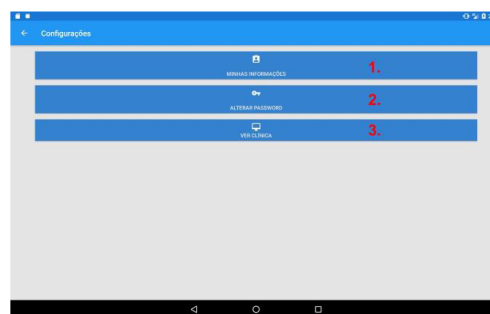 Configurações
MINHAS INFORMAÇÕES
1.
ALTERAR PASSWORD
2.
VER CLÍNICA
3.